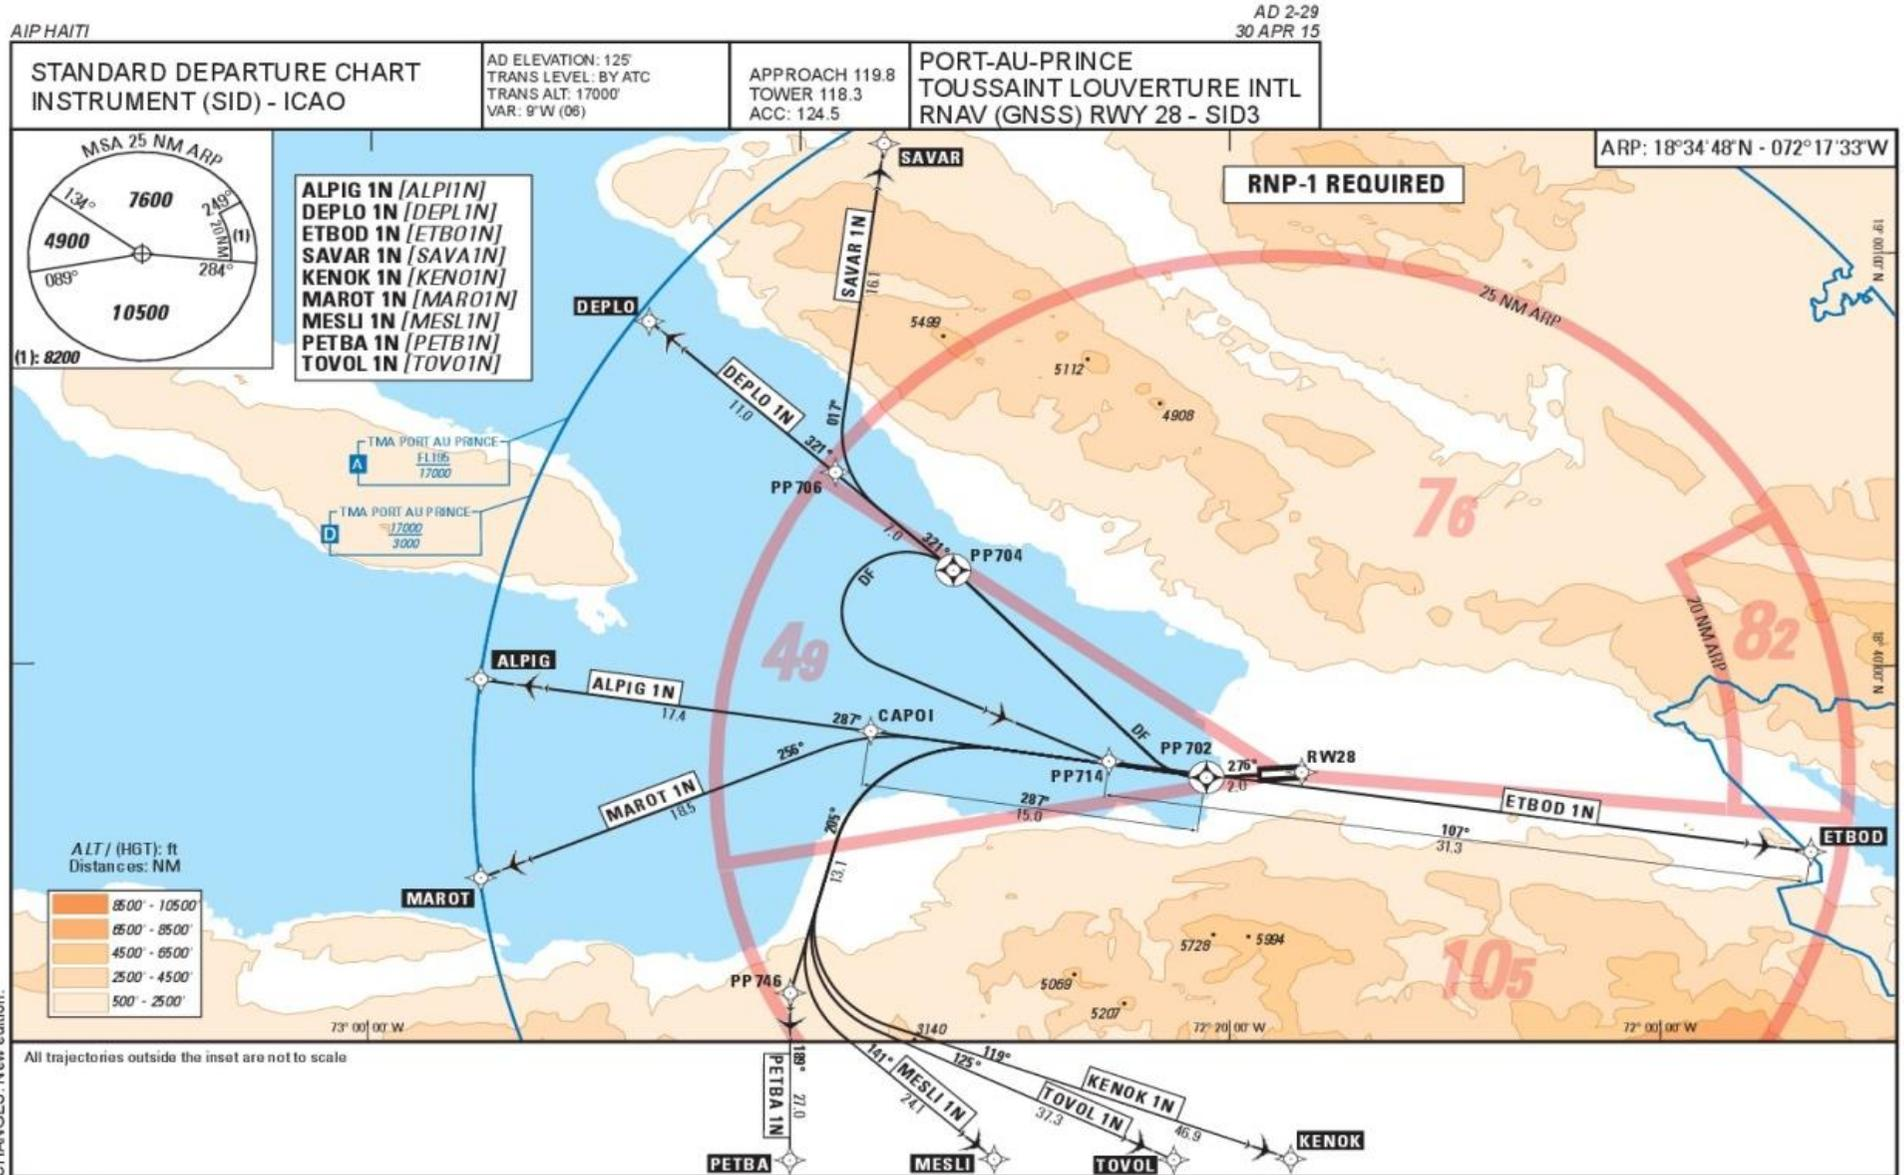 AIP HAITI
AD 2-29
30 APR 15
STANDARD DEPARTURE CHART
INSTRUMENT (SID) - ICAO
AD ELEVATION: 125'
TRANS LEVEL: BY ATC
TRANS ALT: 17000'
VAR: 9°W (06)
APPROACH 119.8
TOWER 118.3
ACC: 124.5
PORT-AU-PRINCE
TOUSSAINT LOUVERTURE INTL
RNAV (GNSS) RWY 28 - SID3
MSA 25 NM ARP
134°
7600
249°
20 NM
(1)
4900
284°
089°
10500
(1): 8200
ALPIG 1N [ALPI1N]
DEPLO 1N [DEPL1N]
ETBOD 1N [ETBO1N]
SAVAR 1N [SAVA1N]
KENOK 1N [KENO1N]
MAROT 1N [MARO1N]
MESLI 1N [MESL1N]
PETBA 1N [PETB1N]
TOVOL 1N [TOVO1N]
SAVAR
RNP-1 REQUIRED
ARP: 18°34'48"N - 072°17'33"W
19° 00'00" N
SAVAR 1N
16.1
DEPLO
25 NM ARP
5499
5112
4908
DEPLO 1N
11.0
017°
321°
PP706
TMA PORT AU PRINCE
A
FL195
17000
TMA PORT AU PRINCE
D
17000
3000
7.0
321°
PP704
DF
76
49
20 NM ARP
82
18° 40'00" N
ALPIG
ALPIG 1N
17.4
287°
CAPOI
256°
DF
PP702
PP714
276°
2.0
RW28
MAROT 1N
18.5
287°
15.0
205°
13.1
ETBOD 1N
107°
31.3
ETBOD
ALT / (HGT): ft
Distances: NM
8500' - 10500'
6500' - 8500'
4500' - 6500'
2500' - 4500'
500' - 2500'
MAROT
PP746
5728
5994
5069
5207
105
73° 00'00" W
3140
72° 20'00" W
72° 00'00" W
All trajectories outside the inset are not to scale
189°
PETBA 1N
27.0
141°
MESLI 1N
24.1
125°
TOVOL 1N
37.3
119°
KENOK 1N
46.9
PETBA
MESLI
TOVOL
KENOK